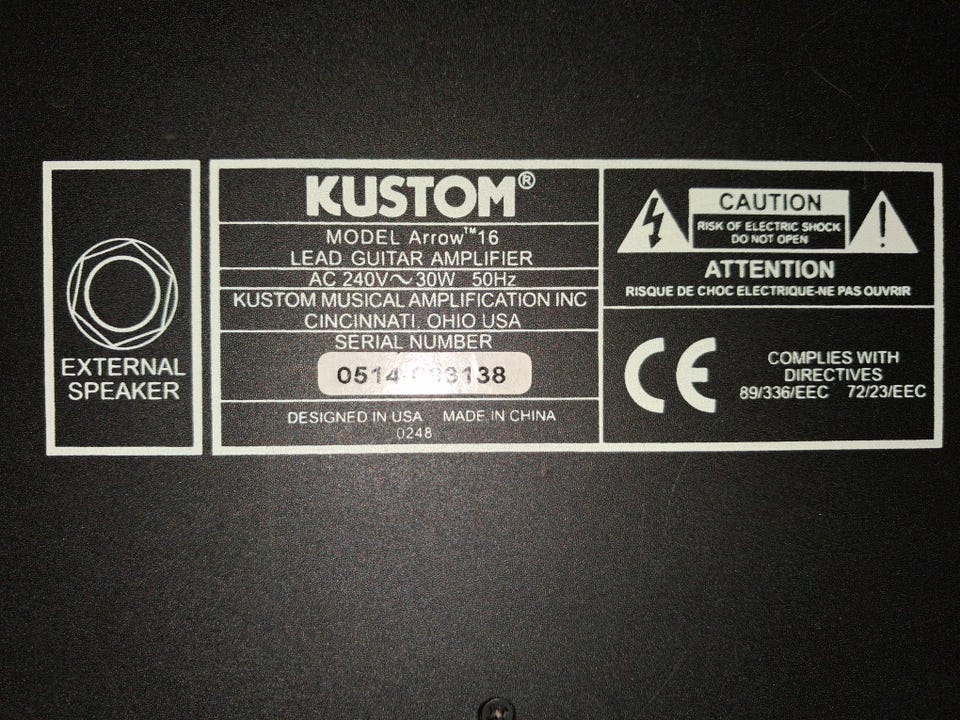 EXTERNAL
SPEAKER
KUSTOM®
MODEL Arrow™16
LEAD GUITAR AMPLIFIER
AC 240V～30W 50Hz
KUSTOM MUSICAL AMPLIFICATION INC
CINCINNATI, OHIO USA
SERIAL NUMBER
DESIGNED IN USA MADE IN CHINA
0248
CAUTION
RISK OF ELECTRIC SHOCK
DO NOT OPEN
ATTENTION
RISQUE DE CHOC ELECTRIQUE-NE PAS OUVRIR
CE
COMPLIES WITH
DIRECTIVES
89/336/EEC 72/23/EEC